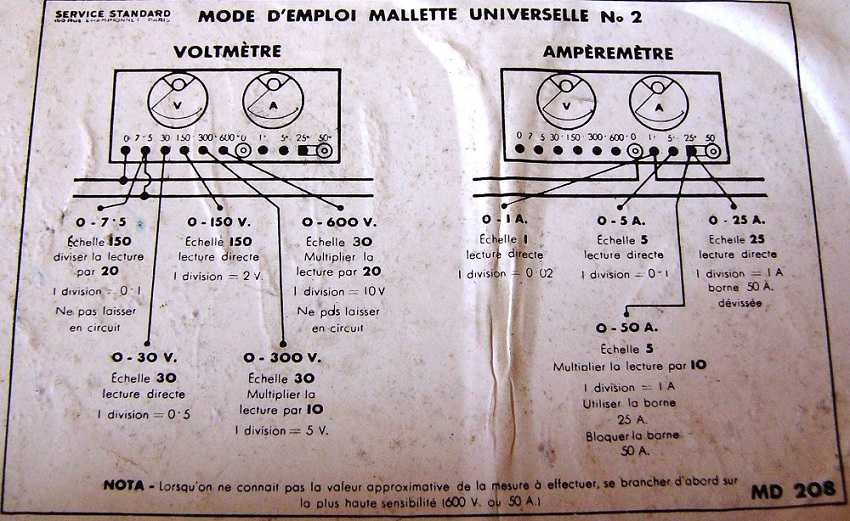 SERVICE STANDARD
150 RUE CHAMPIONNET PARIS
MODE D'EMPLOI MALLETTE UNIVERSELLE No 2
VOLTMÈTRE
V
A
0 7·5 30 150 300 600 0 1 5 25 50
0 - 7·5
Échelle 150
diviser la lecture
par 20
1 division = 0·1
Ne pas laisser
en circuit
0 - 150 V.
Échelle 150
lecture directe
1 division = 2 V.
0 - 600 V.
Échelle 30
Multiplier la
lecture par 20
1 division = 10 V
Ne pas laisser
en circuit
0 - 30 V.
Échelle 30
lecture directe
1 division = 0·5
0 - 300 V.
Échelle 30
Multiplier la
lecture par 10
1 division = 5 V.
AMPÈREMÈTRE
V
A
0 7 5 30 150 300 600 0 1 5 25 50
0 - 1 A.
Échelle 1
lecture directe
1 division = 0·02
0 - 5 A.
Échelle 5
lecture directe
1 division = 0·1
0 - 25 A.
Échelle 25
lecture directe
1 division = 1 A
borne 50 A.
dévissée
0 - 50 A.
Échelle 5
Multiplier la lecture par 10
1 division = 1 A
Utiliser la borne
25 A.
Bloquer la borne
50 A.
NOTA - Lorsqu'on ne connait pas la valeur approximative de la mesure à effectuer, se brancher d'abord sur
la plus haute sensibilité (600 V. ou 50 A.)
MD 208